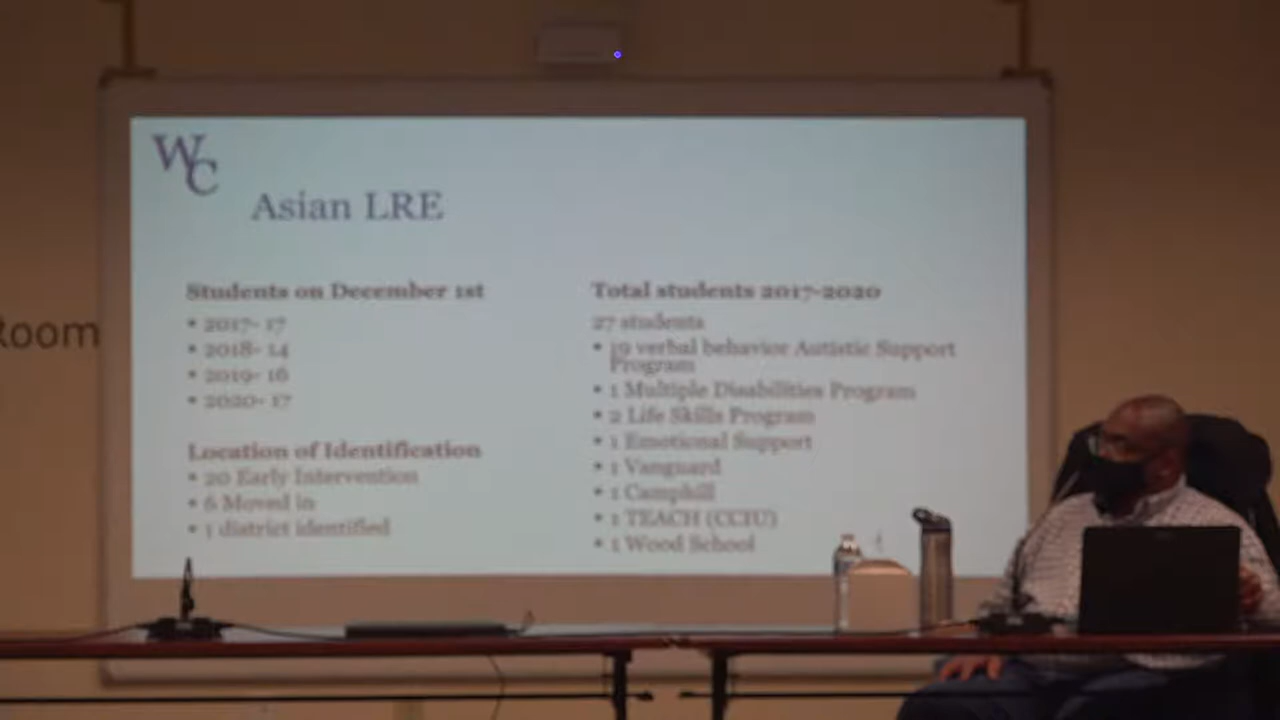 WC
Asian LRE
Students on December 1st
• 2017- 17
• 2018- 14
• 2019- 16
• 2020- 17
Location of Identification
• 20 Early Intervention
• 6 Moved in
• 1 district identified
Total students 2017-2020
27 students
• 19 verbal behavior Autistic Support
Program
• 1 Multiple Disabilities Program
• 2 Life Skills Program
• 1 Emotional Support
• 1 Vanguard
• 1 Camphill
• 1 TEACH (CCIU)
• 1 Wood School
Room